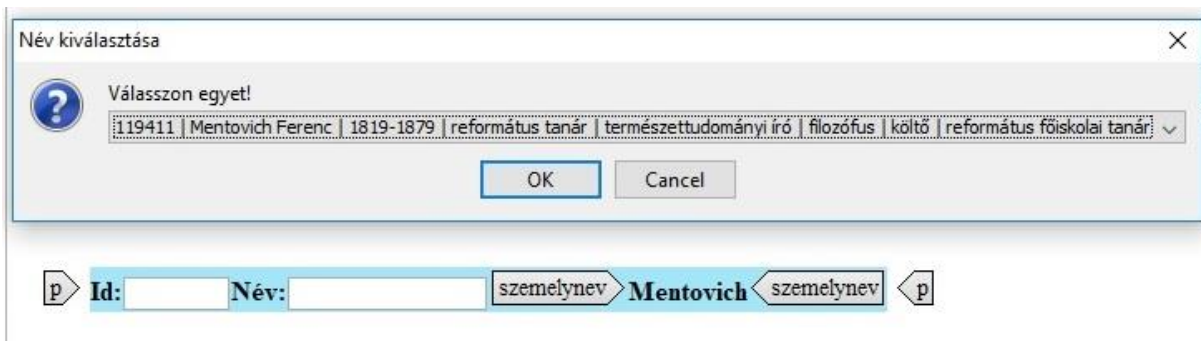 Név kiválasztása
Válasszon egyet!
119411 | Mentovich Ferenc | 1819-1879 | református tanár | természettudományi író | filozófus | költő | református főiskolai tanár
OK Cancel
p Id: Név: szemelynev Mentovich szemelynev p